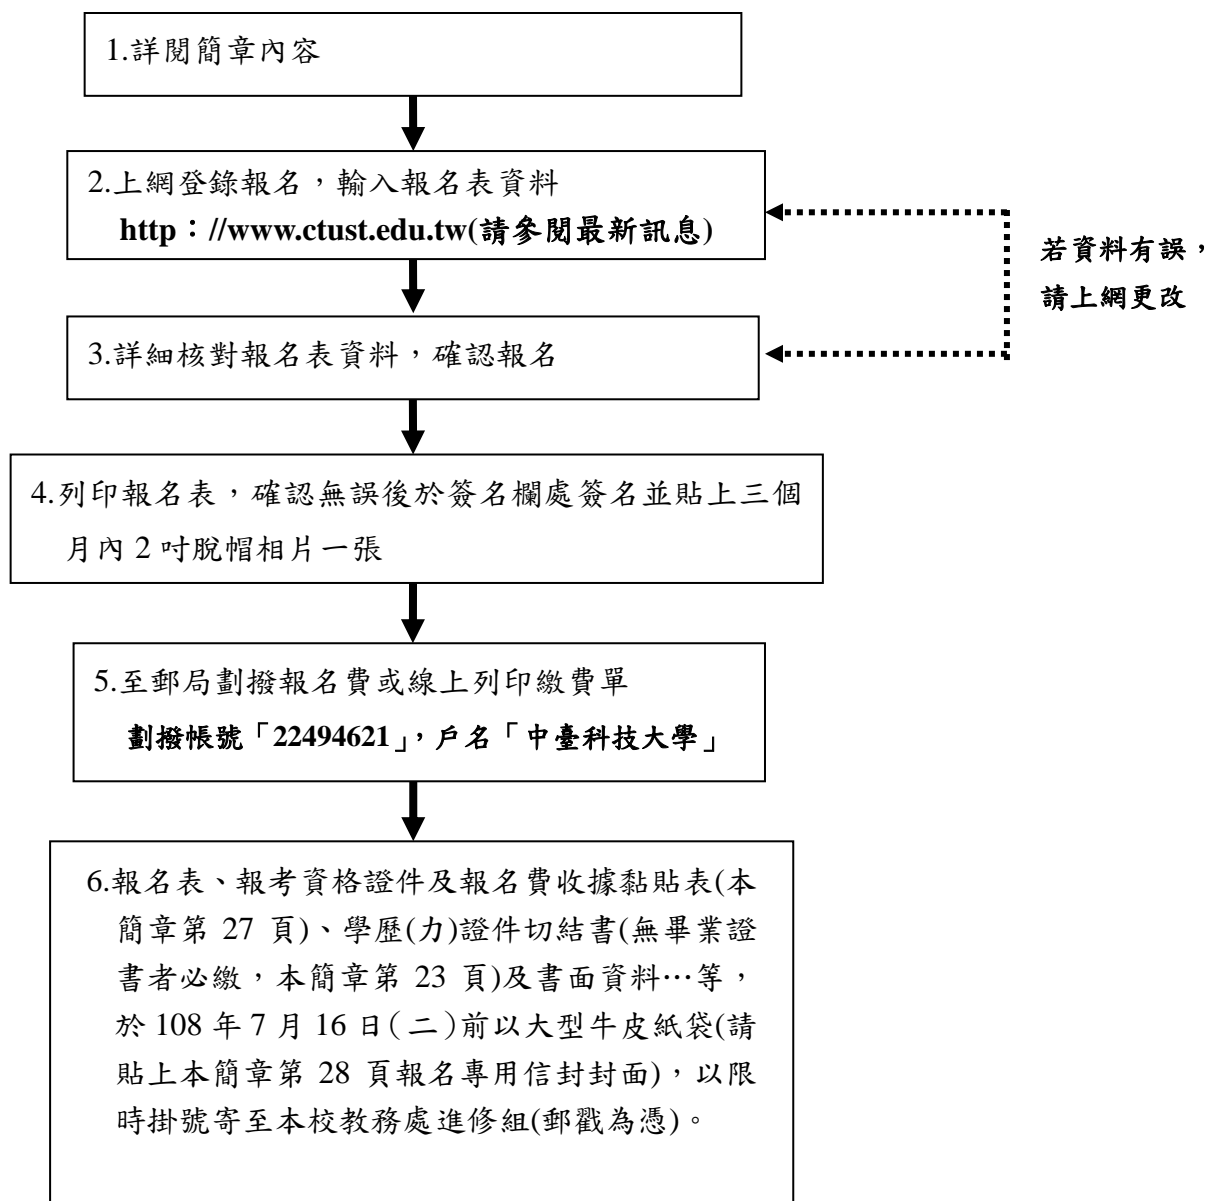 1.詳閱簡章內容
2.上網登錄報名，輸入報名表資料
http：//www.ctust.edu.tw(請參閱最新訊息)
若資料有誤，
請上網更改
3.詳細核對報名表資料，確認報名
4.列印報名表，確認無誤後於簽名欄處簽名並貼上三個
月內 2 吋脫帽相片一張
5.至郵局劃撥報名費或線上列印繳費單
劃撥帳號「22494621」，戶名「中臺科技大學」
6.報名表、報考資格證件及報名費收據黏貼表(本
簡章第 27 頁)、學歷(力)證件切結書(無畢業證
書者必繳，本簡章第 23 頁)及書面資料…等，
於 108 年 7 月 16 日(二)前以大型牛皮紙袋(請
貼上本簡章第 28 頁報名專用信封封面)，以限
時掛號寄至本校教務處進修組(郵戳為憑)。